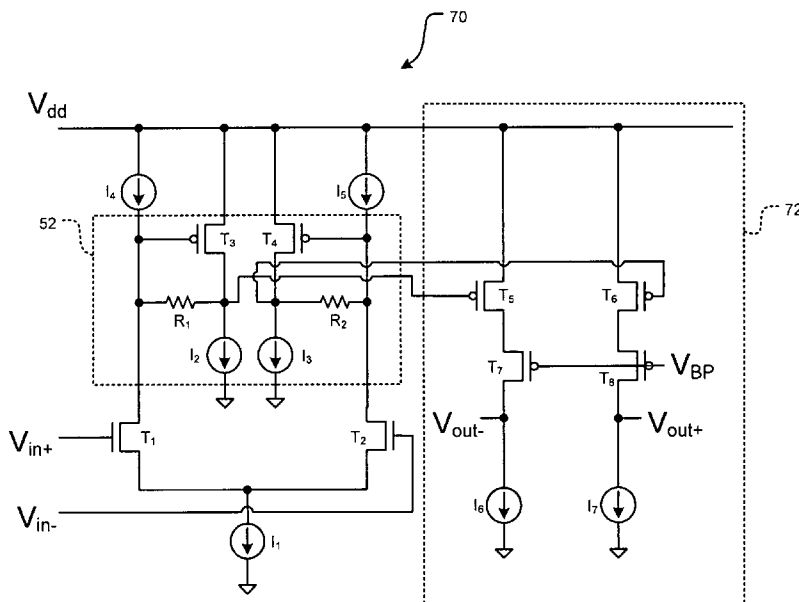 70
V_dd
I_4
I_5
52
72
T_3
T_4
R_1
R_2
T_5
T_6
I_2
I_3
T_7
T_8
V_BP
V_in+
T_1
T_2
V_out-
V_out+
V_in-
I_1
I_6
I_7